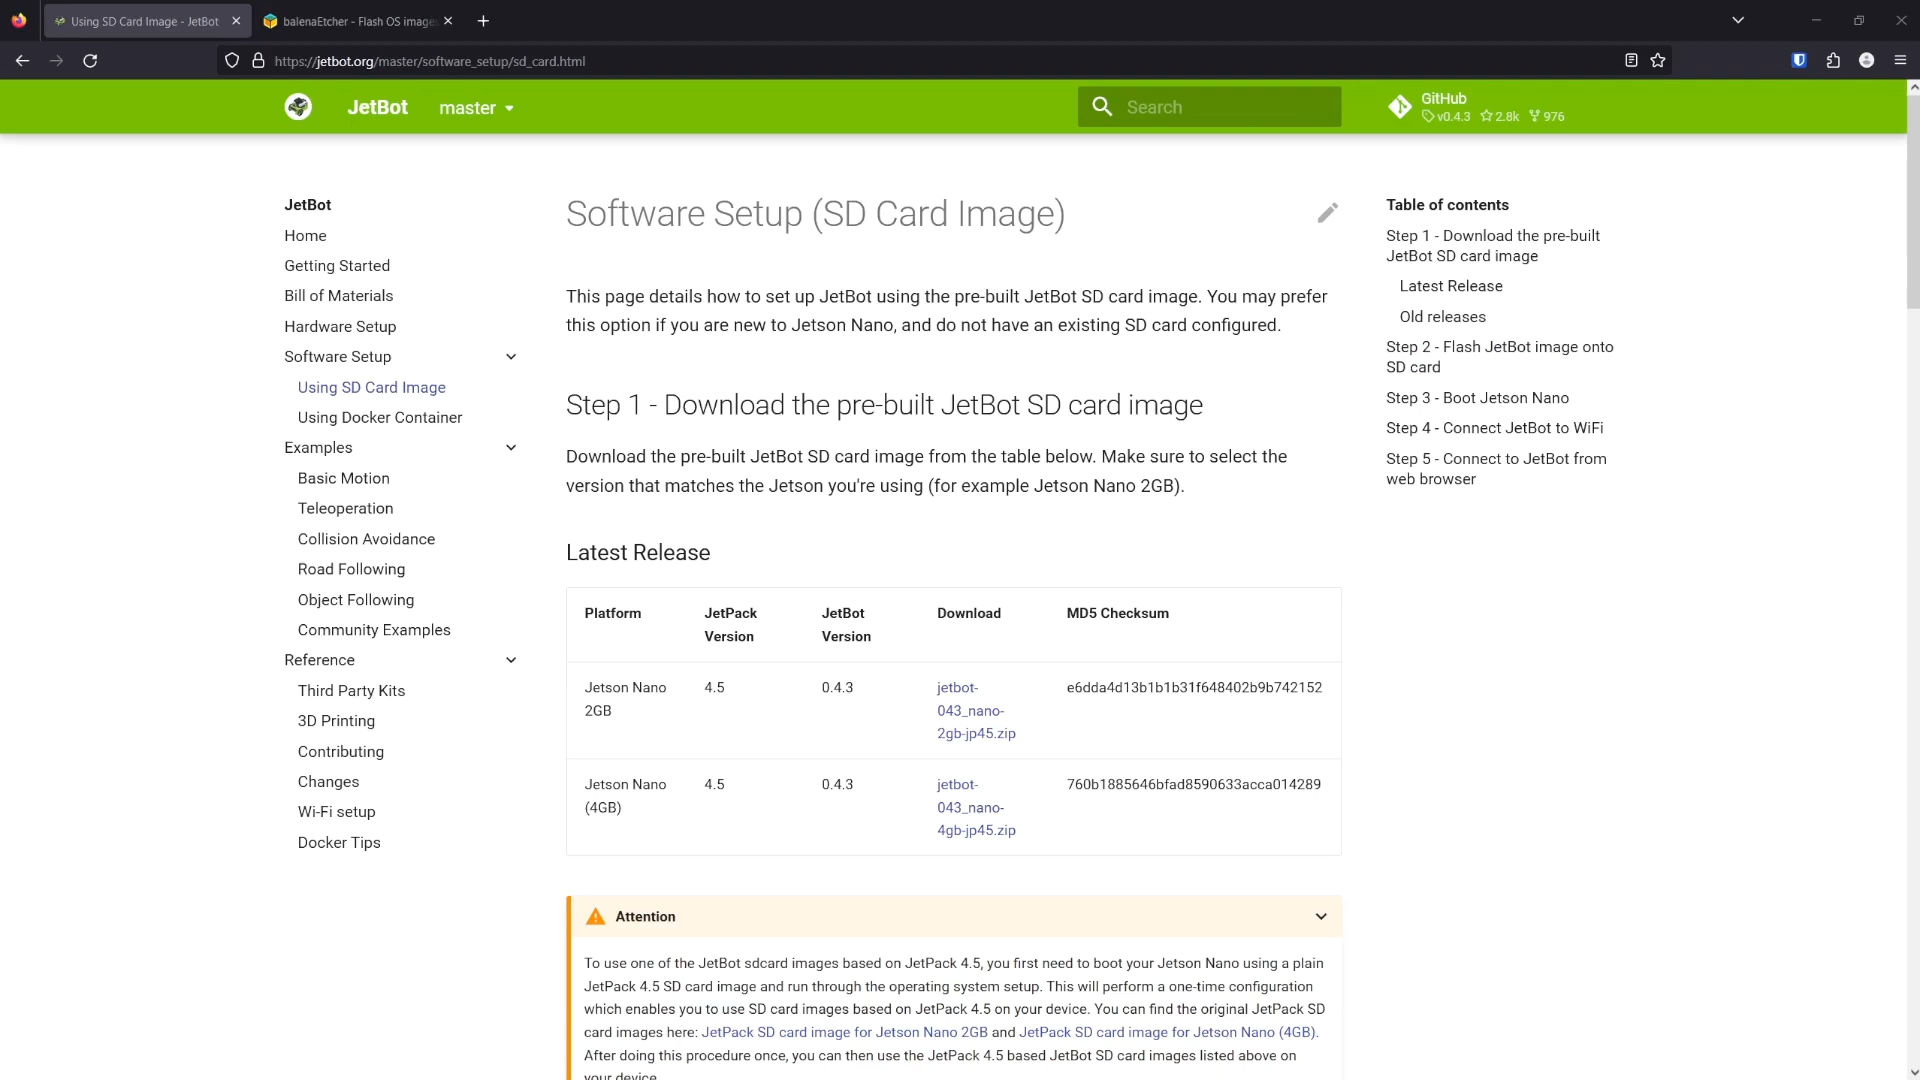 Using SD Card Image - JetBot
balenaEtcher - Flash OS images
https://jetbot.org/master/software_setup/sd_card.html
JetBot
master
Search
GitHub
v0.4.3 2.8k 976
JetBot
Home
Getting Started
Bill of Materials
Hardware Setup
Software Setup
Using SD Card Image
Using Docker Container
Examples
Basic Motion
Teleoperation
Collision Avoidance
Road Following
Object Following
Community Examples
Reference
Third Party Kits
3D Printing
Contributing
Changes
Wi-Fi setup
Docker Tips
Software Setup (SD Card Image)
This page details how to set up JetBot using the pre-built JetBot SD card image. You may prefer
this option if you are new to Jetson Nano, and do not have an existing SD card configured.
Step 1 - Download the pre-built JetBot SD card image
Download the pre-built JetBot SD card image from the table below. Make sure to select the
version that matches the Jetson you're using (for example Jetson Nano 2GB).
Latest Release
Platform JetPack Version JetBot Version Download MD5 Checksum
Jetson Nano 2GB 4.5 0.4.3 jetbot-043_nano-2gb-jp45.zip e6dda4d13b1b1b31f648402b9b742152
Jetson Nano (4GB) 4.5 0.4.3 jetbot-043_nano-4gb-jp45.zip 760b1885646bfad8590633acca014289
Attention
To use one of the JetBot sdcard images based on JetPack 4.5, you first need to boot your Jetson Nano using a plain
JetPack 4.5 SD card image and run through the operating system setup. This will perform a one-time configuration
which enables you to use SD card images based on JetPack 4.5 on your device. You can find the original JetPack SD
card images here: JetPack SD card image for Jetson Nano 2GB and JetPack SD card image for Jetson Nano (4GB).
After doing this procedure once, you can then use the JetPack 4.5 based JetBot SD card images listed above on
your device.
Table of contents
Step 1 - Download the pre-built
JetBot SD card image
Latest Release
Old releases
Step 2 - Flash JetBot image onto
SD card
Step 3 - Boot Jetson Nano
Step 4 - Connect JetBot to WiFi
Step 5 - Connect to JetBot from
web browser